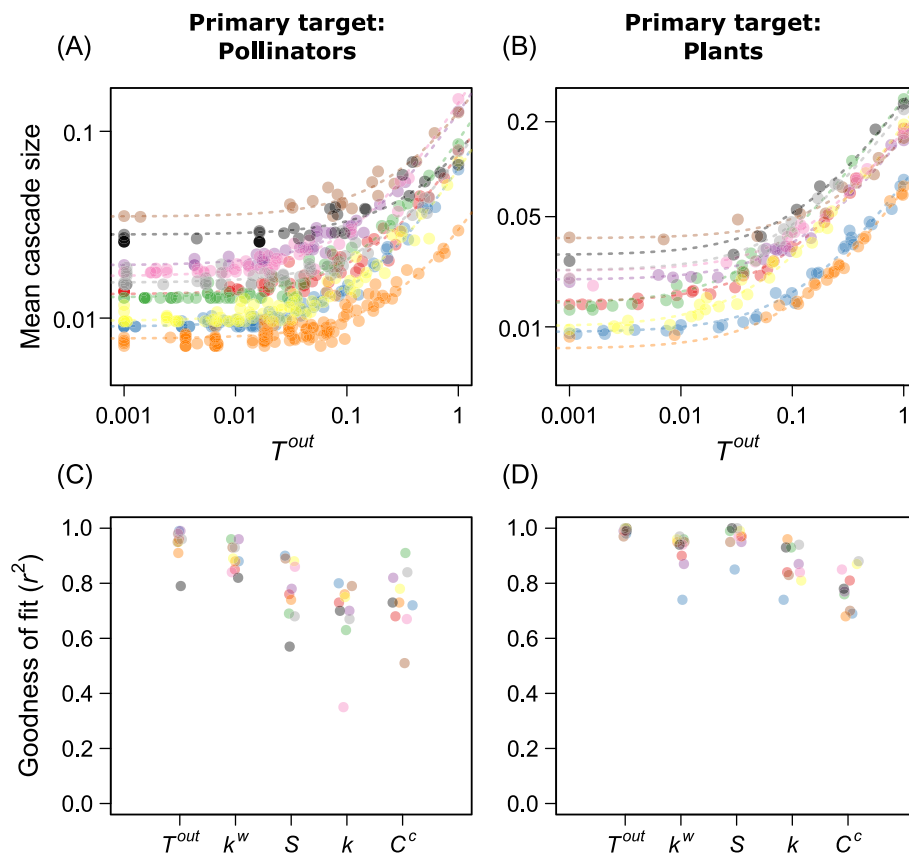 Primary target:
Pollinators
(A)
Primary target:
Plants
(B)
Mean cascade size
0.1
0.01
0.001 0.01 0.1 1
T^out
0.2
0.05
0.01
0.001 0.01 0.1 1
T^out
(C)
(D)
Goodness of fit (r²)
1.0
0.8
0.6
0.4
0.2
0.0
T^out k^w S k C^c
1.0
0.8
0.6
0.4
0.2
0.0
T^out k^w S k C^c